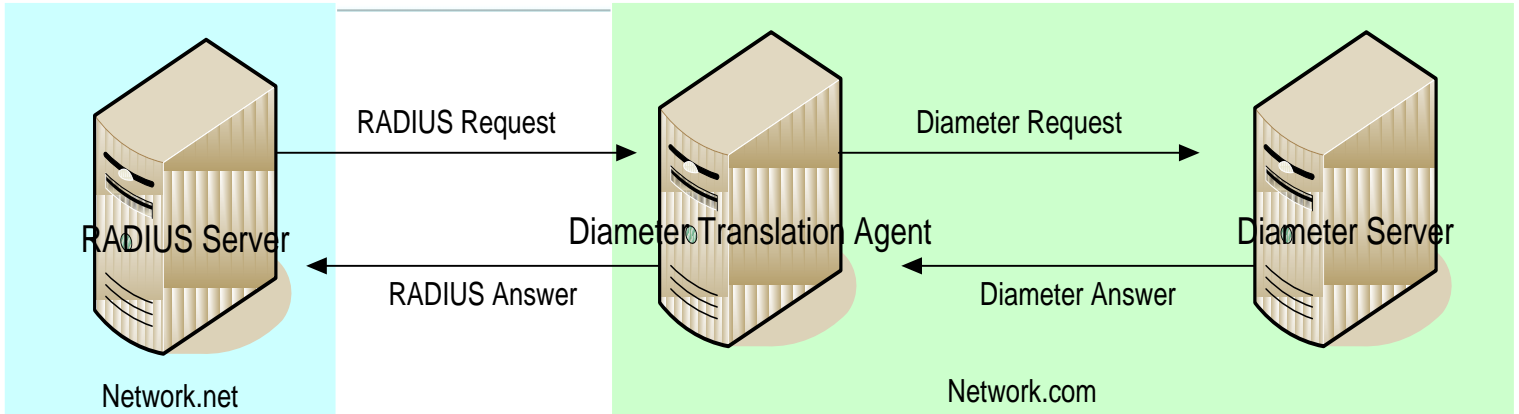 RADIUS Request
Diameter Request
RADIUS Server
Diameter Translation Agent
Diameter Server
RADIUS Answer
Diameter Answer
Network.net
Network.com